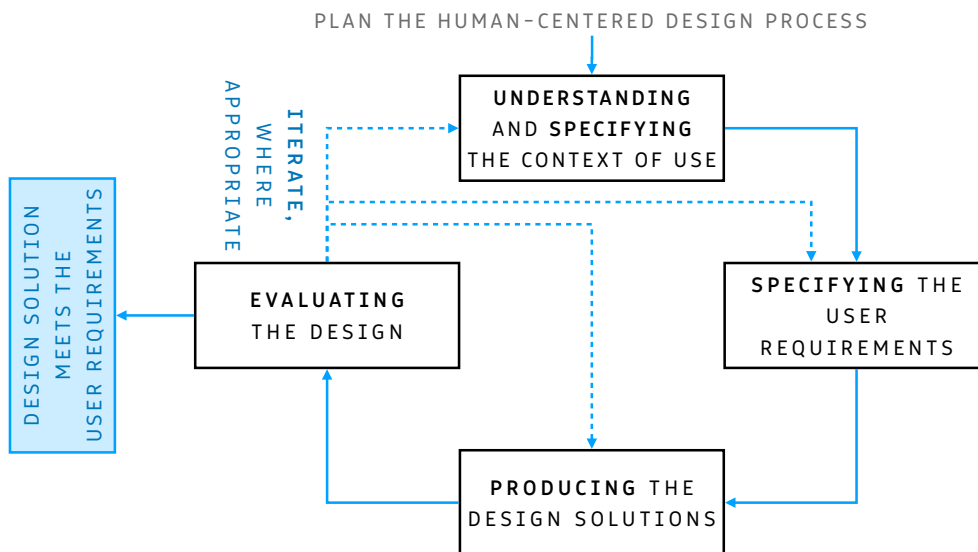 PLAN THE HUMAN-CENTERED DESIGN PROCESS
UNDERSTANDING
AND SPECIFYING
THE CONTEXT OF USE
ITERATE,
WHERE
APPROPRIATE
DESIGN SOLUTION
MEETS THE
USER REQUIREMENTS
EVALUATING
THE DESIGN
SPECIFYING THE
USER
REQUIREMENTS
PRODUCING THE
DESIGN SOLUTIONS